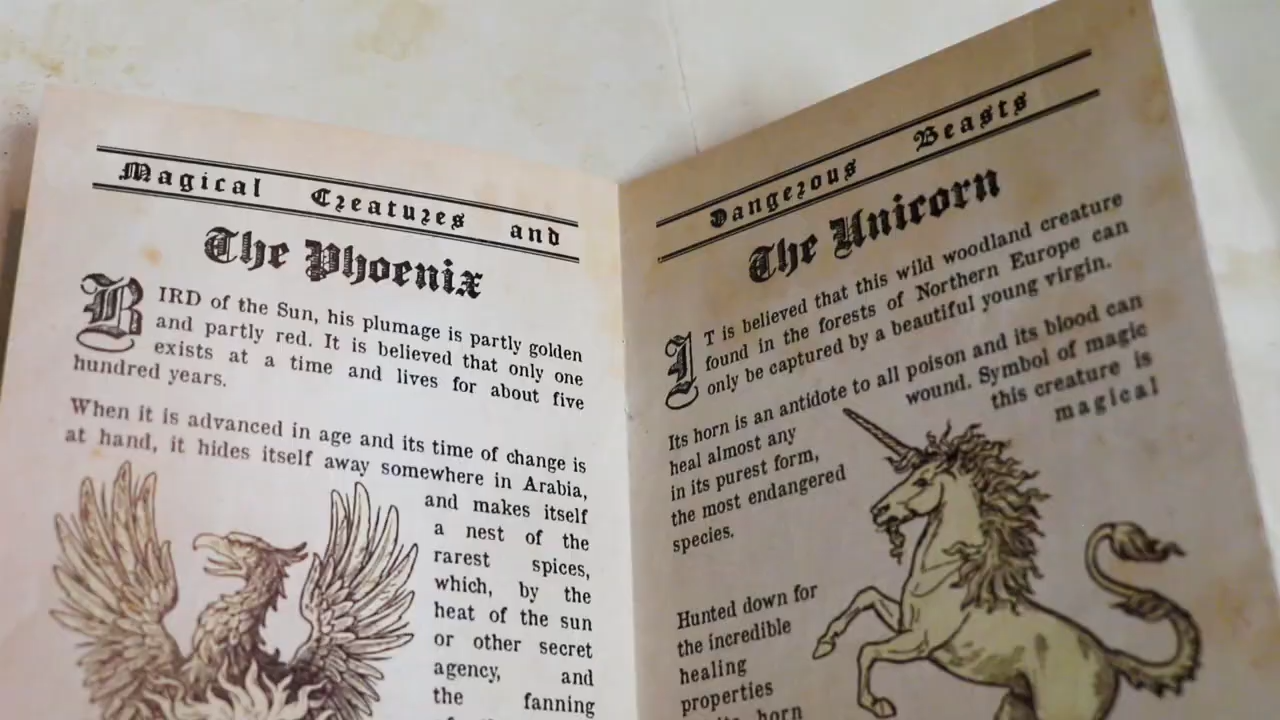 Magical Creatures and
The Phoenix
BIRD of the Sun, his plumage is partly golden
and partly red. It is believed that only one
exists at a time and lives for about five
hundred years.
When it is advanced in age and its time of change is
at hand, it hides itself away somewhere in Arabia,
and makes itself
a nest of the
rarest spices,
which, by the
heat of the sun
or other secret
agency, and
the fanning
Dangerous Beasts
The Unicorn
IT is believed that this wild woodland creature
found in the forests of Northern Europe can
only be captured by a beautiful young virgin.
Its horn is an antidote to all poison and its blood can
heal almost any wound. Symbol of magic
in its purest form, this creature is
the most endangered magical
species.
Hunted down for
the incredible
healing
properties
horn